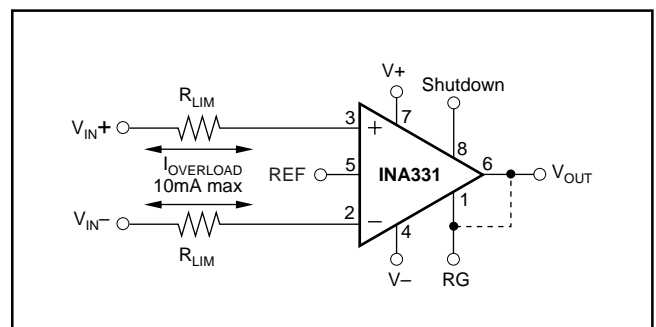 V+
Shutdown
R_LIM
7
V_IN+
3
+
8
I_OVERLOAD
10mA max
REF
5
INA331
6
V_OUT
1
V_IN−
2
−
4
R_LIM
V−
RG